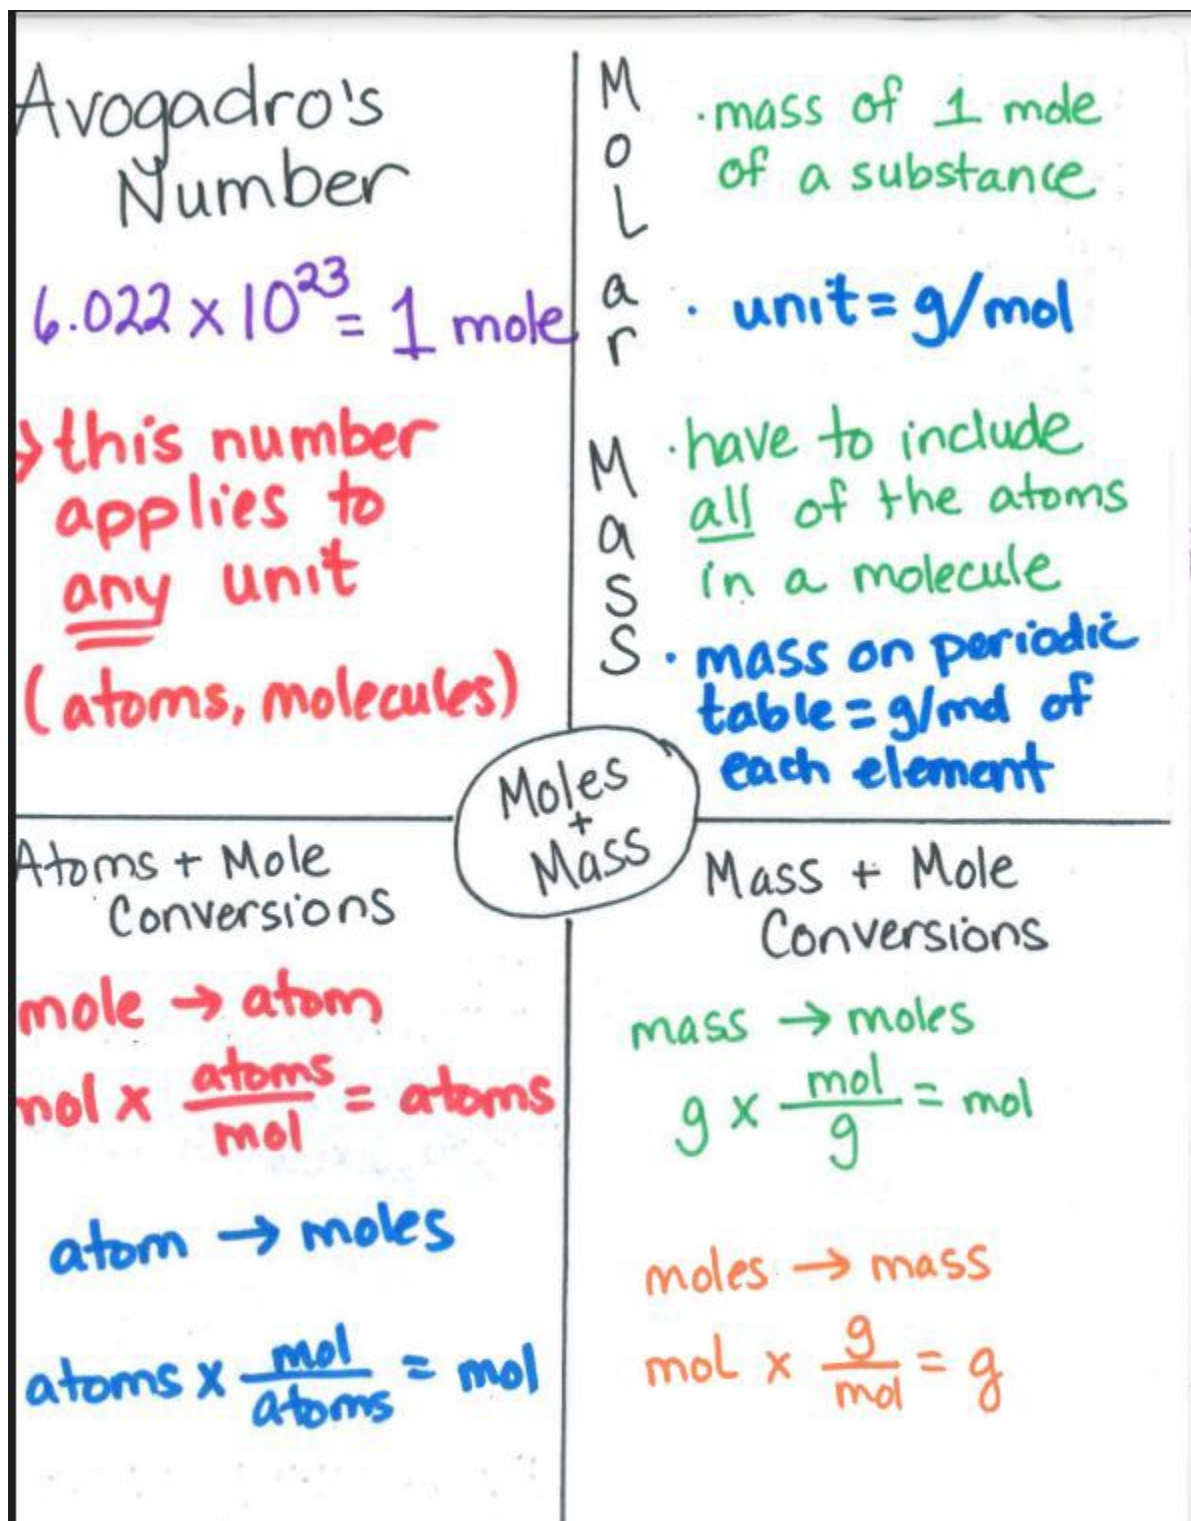 Avogadro's
Number
6.022 x 10²³ = 1 mole
→ this number
applies to
any unit
(atoms, molecules)
Molar Mass
· mass of 1 mole
of a substance
· unit = g/mol
· have to include
all of the atoms
in a molecule
· mass on periodic
table = g/mol of
each element
Moles
+
Mass
Atoms + Mole
Conversions
mole → atom
mol x atoms/mol = atoms
atom → moles
atoms x mol/atoms = mol
Mass + Mole
Conversions
mass → moles
g x mol/g = mol
moles → mass
mol x g/mol = g